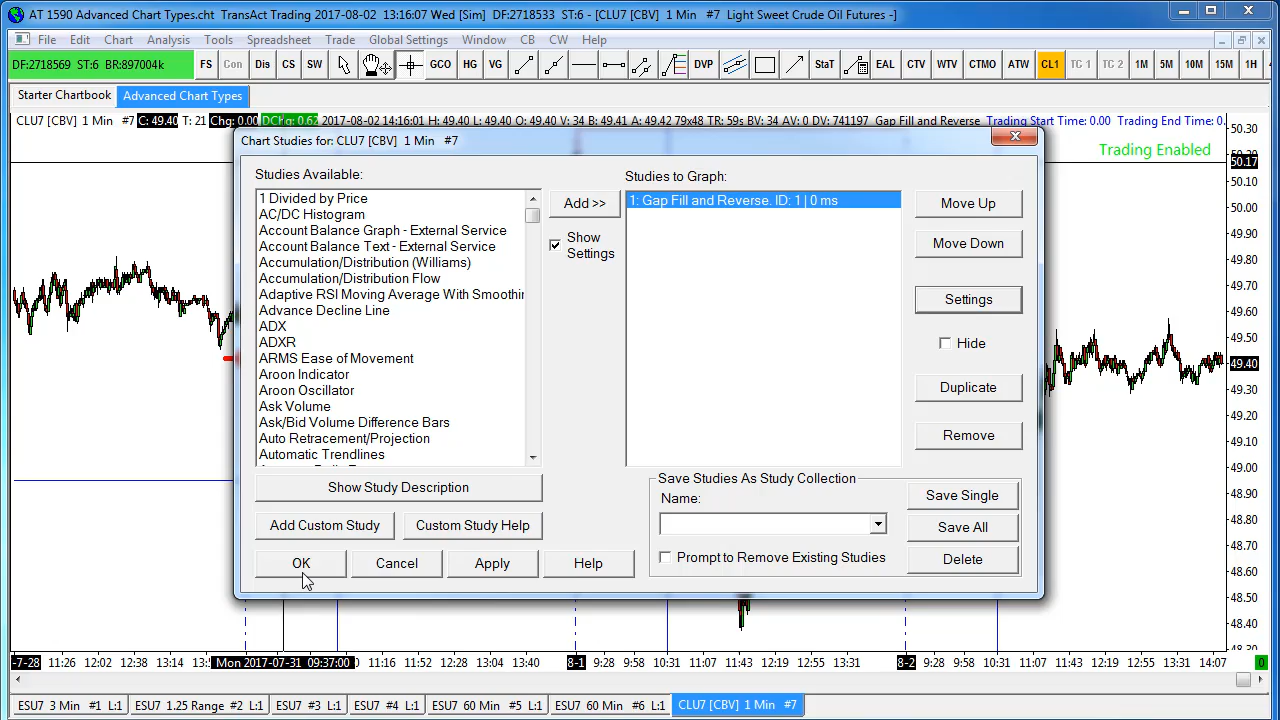 AT 1590 Advanced Chart Types.cht TransAct Trading 2017-08-02 13:16:07 Wed [Sim] DF:2718533 ST:6 - [CLU7 [CBV] 1 Min #7 Light Sweet Crude Oil Futures -]
File Edit Chart Analysis Tools Spreadsheet Trade Global Settings Window CB CW Help
DF:2718569 ST:6 BR:897004k FS Con Dis CS SW GCO HG VG DVP StaT EAL CTV WTV CTMO ATW CL1 TC 1 TC 2 1M 5M 10M 15M 1H
Starter Chartbook Advanced Chart Types
CLU7 [CBV] 1 Min #7 C: 49.40 T: 21 Chg: 0.00 DChg: 0.62 2017-08-02 14:16:01 H: 49.40 L: 49.40 O: 49.40 V: 34 B: 49.41 A: 49.42 79x48 TR: 59s BV: 34 AV: 0 DV: 741197 Gap Fill and Reverse Trading Start Time: 0.00 Trading End Time: 0.
Trading Enabled
Chart Studies for: CLU7 [CBV] 1 Min #7
Studies Available:
1 Divided by Price
AC/DC Histogram
Account Balance Graph - External Service
Account Balance Text - External Service
Accumulation/Distribution (Williams)
Accumulation/Distribution Flow
Adaptive RSI Moving Average With Smoothin
Advance Decline Line
ADX
ADXR
ARMS Ease of Movement
Aroon Indicator
Aroon Oscillator
Ask Volume
Ask/Bid Volume Difference Bars
Auto Retracement/Projection
Automatic Trendlines
Add >>
Show
Settings
Studies to Graph:
1: Gap Fill and Reverse. ID: 1 | 0 ms
Move Up
Move Down
Settings
Hide
Duplicate
Remove
Show Study Description
Add Custom Study Custom Study Help
OK Cancel Apply Help
Save Studies As Study Collection
Name:
Prompt to Remove Existing Studies
Save Single
Save All
Delete
50.30
50.17
50.10
50.00
49.90
49.80
49.70
49.60
49.50
49.40
49.30
49.20
49.10
49.00
48.90
48.80
48.70
48.60
48.50
48.40
48.30
-7-28 11:26 12:02 12:38 13:14 13:5 Mon 2017-07-31 09:37:00 0 11:16 11:52 12:28 13:04 13:40 8-1 9:28 9:58 10:31 11:07 11:43 12:19 12:55 13:31 8-2 9:28 9:58 10:31 11:07 11:43 12:19 12:55 13:31 14:07 0
ESU7 3 Min #1 L:1 ESU7 1.25 Range #2 L:1 ESU7 #3 L:1 ESU7 #4 L:1 ESU7 60 Min #5 L:1 ESU7 60 Min #6 L:1 CLU7 [CBV] 1 Min #7